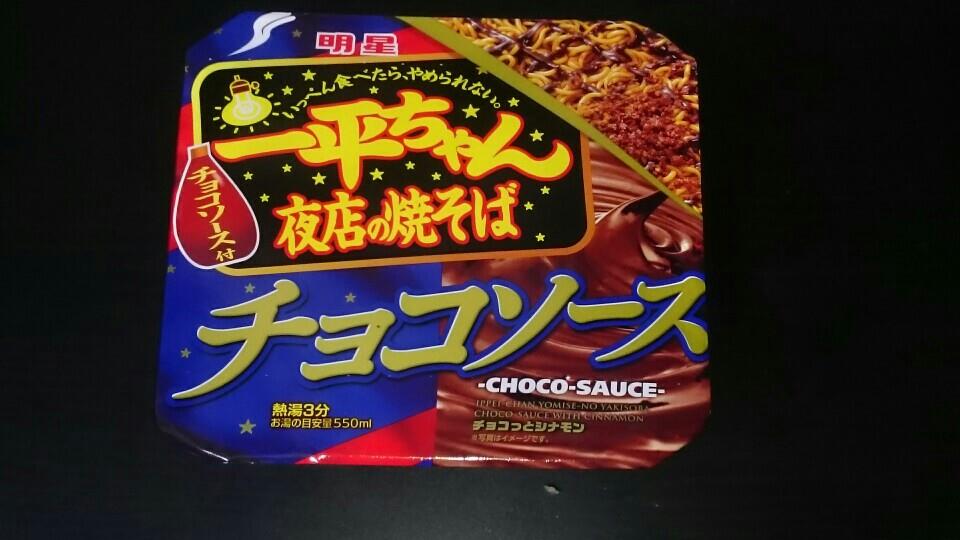 明星
いっぺん食べたら、やめられない。
一平ちゃん
夜店の焼そば
チョコソース付
チョコソース
-CHOCO-SAUCE-
IPPEI-CHAN YOMISE-NO YAKISOBA
CHOCO-SAUCE WITH CINNAMON
チョコっとシナモン
※写真はイメージです。
熱湯3分
お湯の目安量550ml